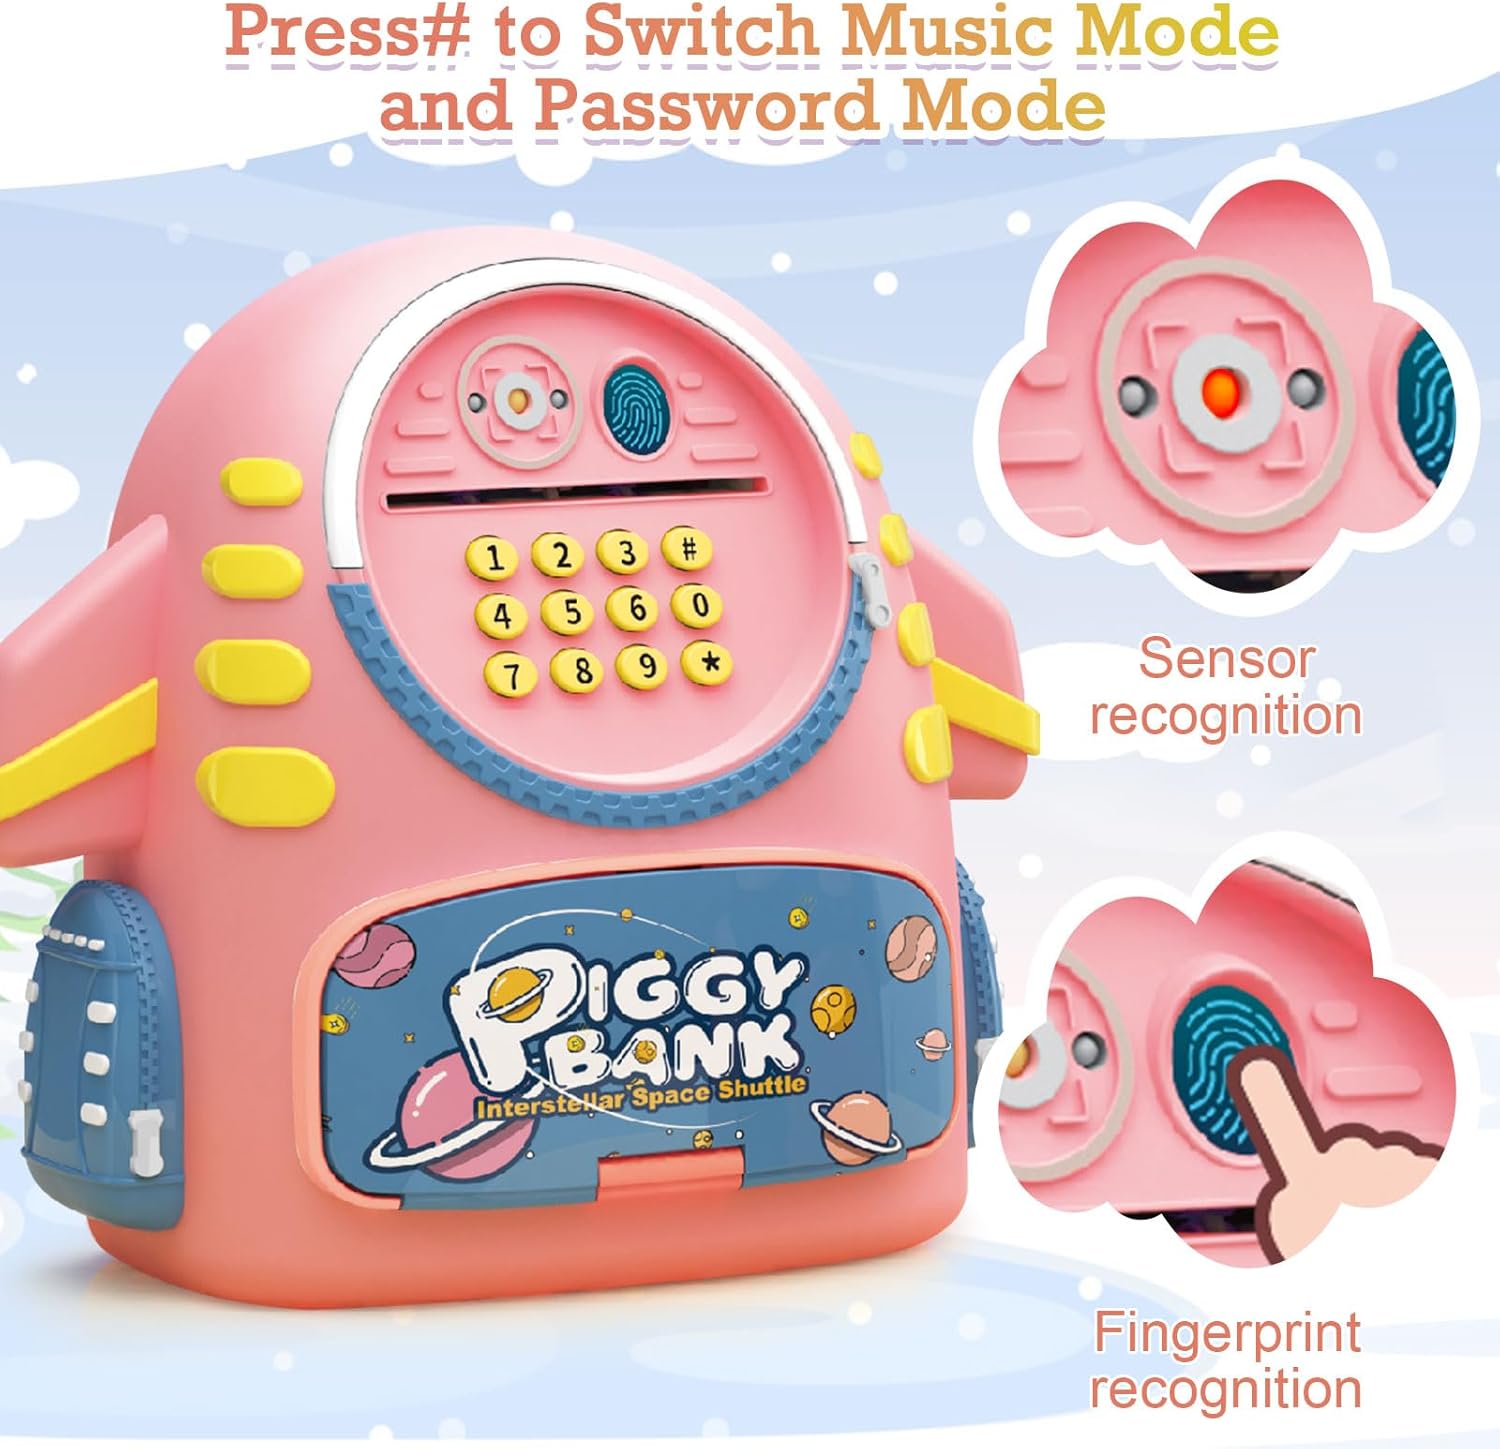 Press# to Switch Music Mode
and Password Mode
1 2 3 #
4 5 6 0
7 8 9 *
Sensor
recognition
PIGGY
BANK
Interstellar Space Shuttle
Fingerprint
recognition